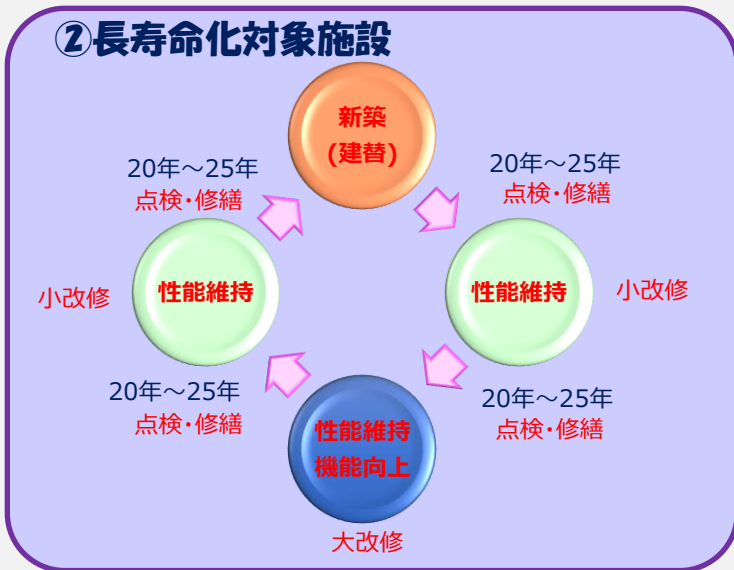 ②長寿命化対象施設
新築
(建替)
20年～25年
点検・修繕
20年～25年
点検・修繕
小改修
性能維持
性能維持
小改修
20年～25年
点検・修繕
20年～25年
点検・修繕
性能維持
機能向上
大改修